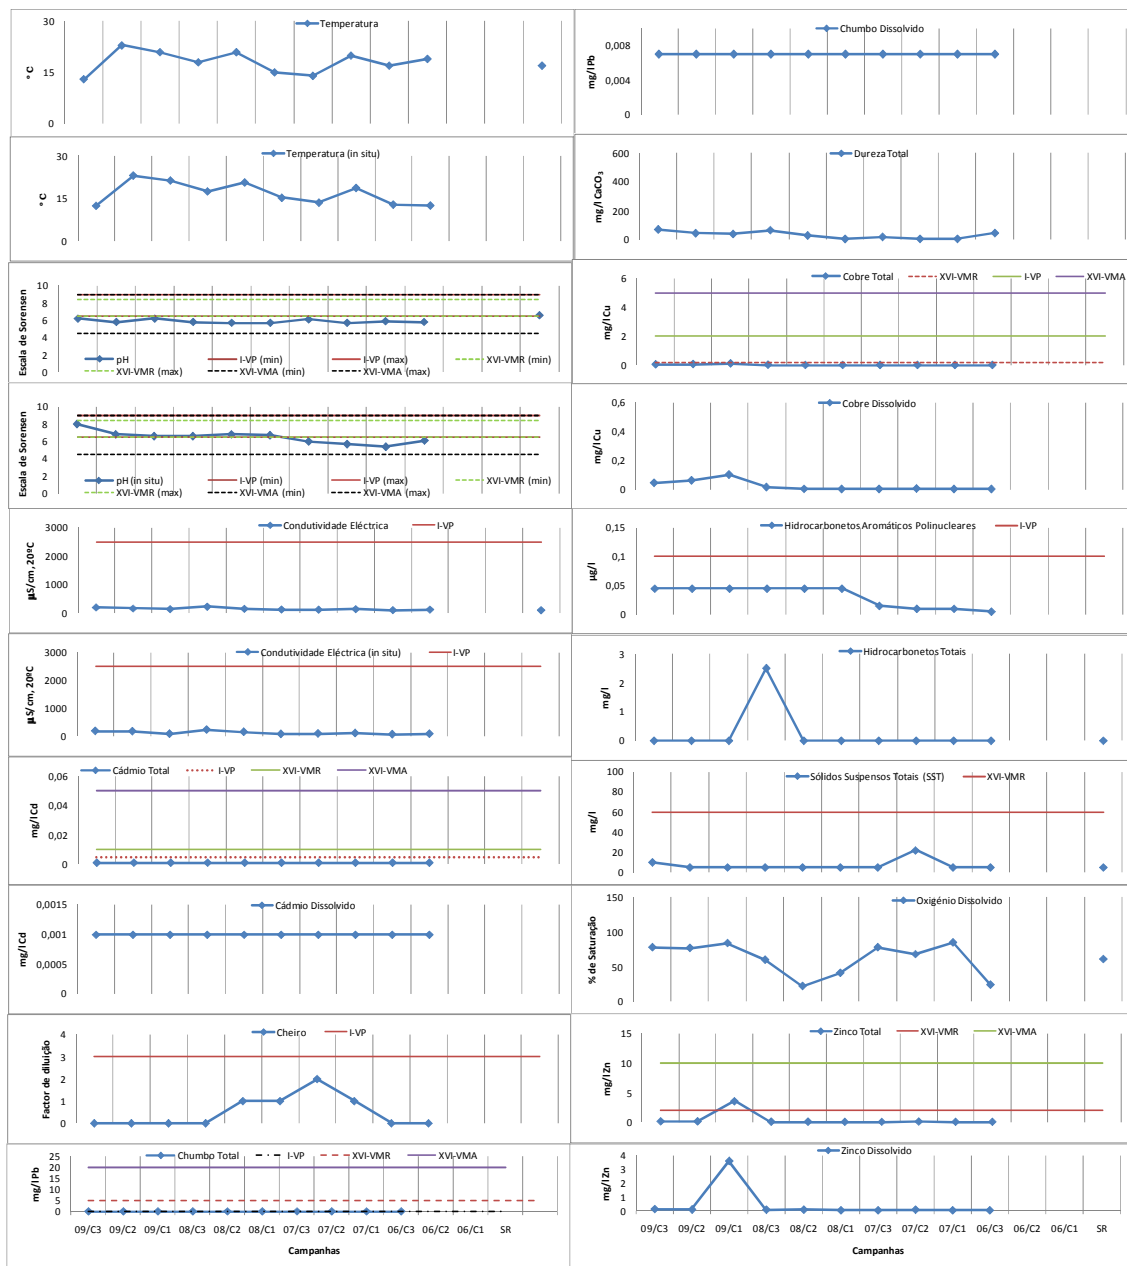 Temperatura
30
15
0
° C
Temperatura (in situ)
30
15
0
° C
10
8
6
4
2
0
Escala de Sorensen
pH
I-VP (min)
I-VP (max)
XVI-VMR (min)
XVI-VMR (max)
XVI-VMA (min)
XVI-VMA (max)
10
8
6
4
2
0
Escala de Sorensen
pH (in situ)
I-VP (min)
I-VP (max)
XVI-VMR (min)
XVI-VMR (max)
XVI-VMA (min)
XVI-VMA (max)
Condutividade Eléctrica
I-VP
3000
2000
1000
0
µS/cm, 20ºC
Condutividade Eléctrica (in situ)
I-VP
3000
2000
1000
0
µS/cm, 20ºC
Cádmio Total
I-VP
XVI-VMR
XVI-VMA
0,06
0,04
0,02
0
mg/l Cd
Cádmio Dissolvido
0,0015
0,001
0,0005
0
mg/l Cd
Cheiro
I-VP
4
3
2
1
0
Factor de diluição
Chumbo Total
I-VP
XVI-VMR
XVI-VMA
25
20
15
10
5
0
mg/l Pb
09/C3 09/C2 09/C1 08/C3 08/C2 08/C1 07/C3 07/C2 07/C1 06/C3 06/C2 06/C1 SR
Campanhas
Chumbo Dissolvido
0,008
0,004
0
mg/l Pb
Dureza Total
600
400
200
0
mg/l CaCO3
Cobre Total
XVI-VMR
I-VP
XVI-VMA
6
4
2
0
mg/l Cu
Cobre Dissolvido
0,6
0,4
0,2
0
mg/l Cu
Hidrocarbonetos Aromáticos Polinucleares
I-VP
0,15
0,1
0,05
0
µg/l
Hidrocarbonetos Totais
3
2
1
0
mg/l
Sólidos Suspensos Totais (SST)
XVI-VMR
100
80
60
40
20
0
mg/l
Oxigénio Dissolvido
150
100
50
0
% de Saturação
Zinco Total
XVI-VMR
XVI-VMA
15
10
5
0
mg/l Zn
Zinco Dissolvido
4
3
2
1
0
mg/l Zn
09/C3 09/C2 09/C1 08/C3 08/C2 08/C1 07/C3 07/C2 07/C1 06/C3 06/C2 06/C1 SR
Campanhas